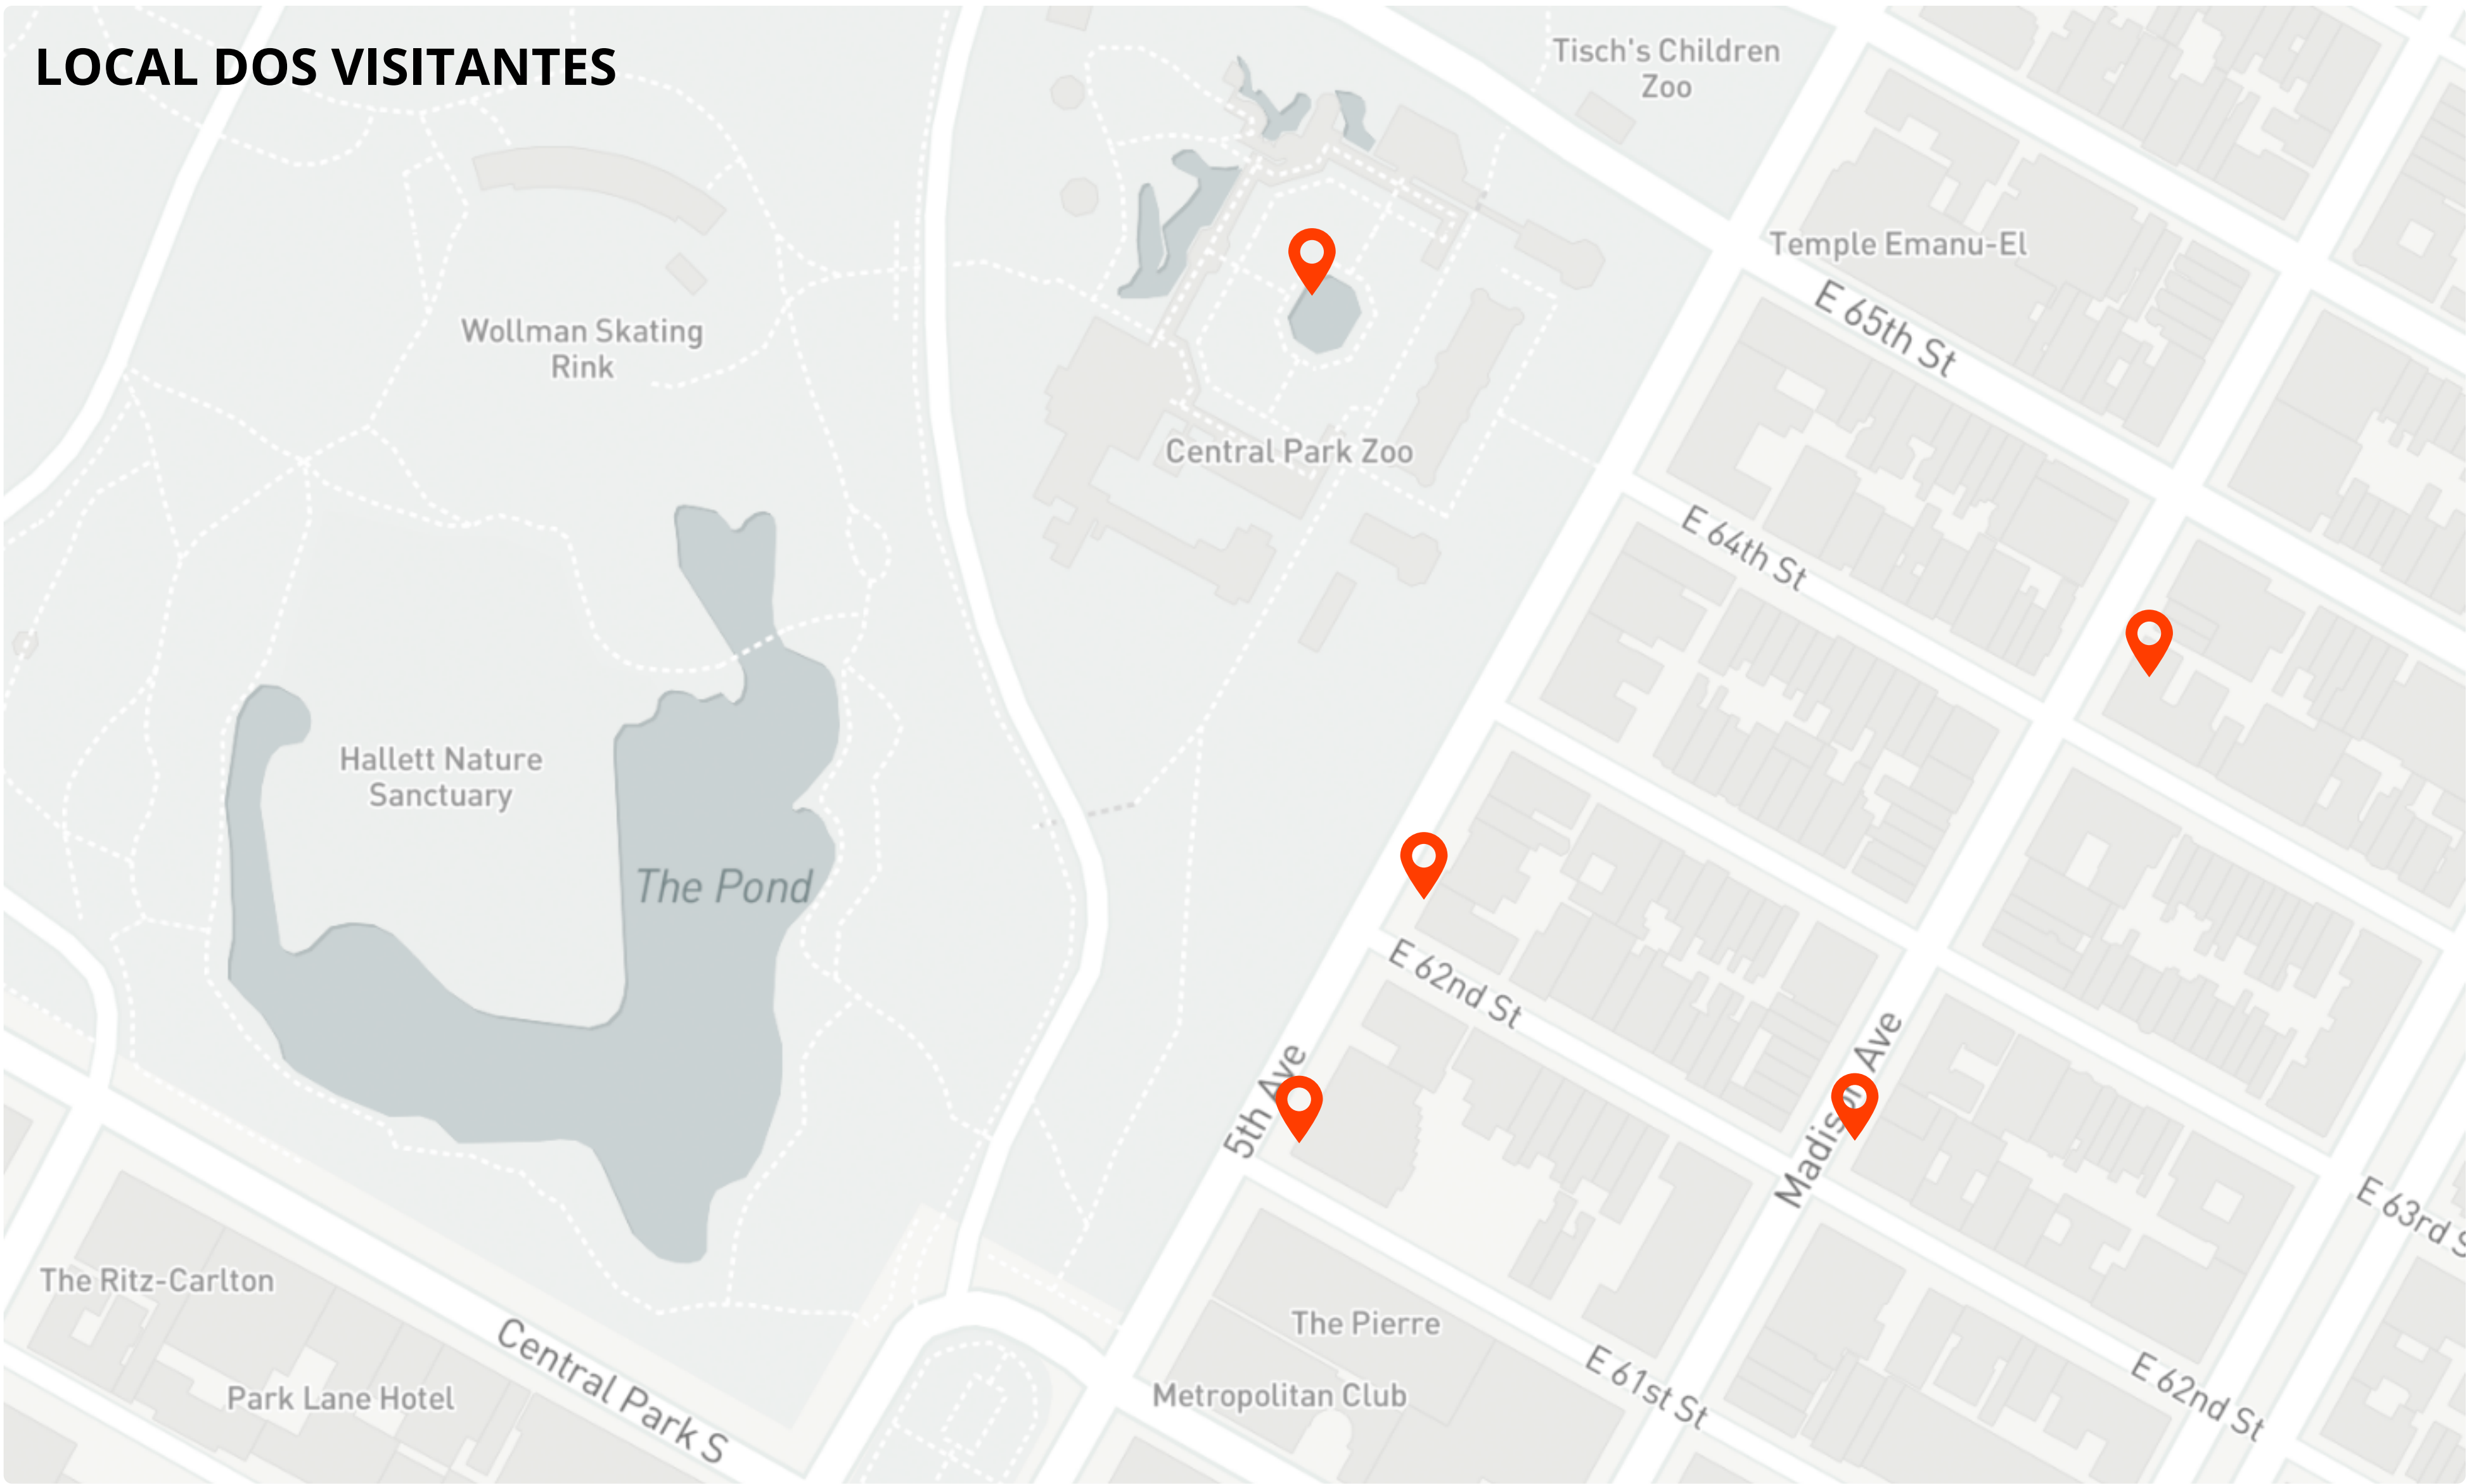 LOCAL DOS VISITANTES
Tisch's Children
Zoo
Temple Emanu-El
E 65th St
Wollman Skating
Rink
Central Park Zoo
E 64th St
Hallett Nature
Sanctuary
The Pond
E 62nd St
5th Ave
Madison Ave
E 63rd S
The Ritz-Carlton
The Pierre
Central Park S
Park Lane Hotel
Metropolitan Club
E 61st St
E 62nd St